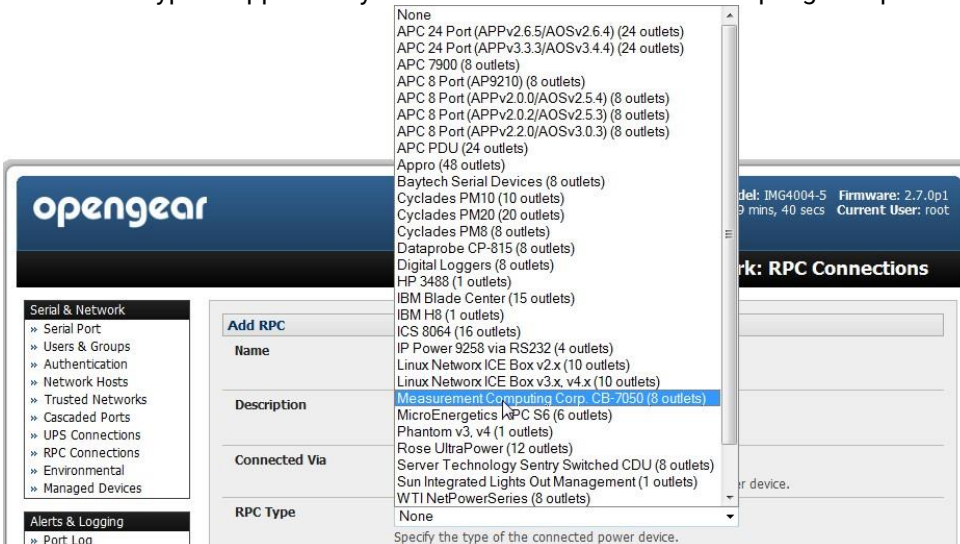 None
APC 24 Port (APPv2.6.5/AOSv2.6.4) (24 outlets)
APC 24 Port (APPv3.3.3/AOSv3.4.4) (24 outlets)
APC 7900 (8 outlets)
APC 8 Port (AP9210) (8 outlets)
APC 8 Port (APPv2.0.0/AOSv2.5.4) (8 outlets)
APC 8 Port (APPv2.0.2/AOSv2.5.3) (8 outlets)
APC 8 Port (APPv2.2.0/AOSv3.0.3) (8 outlets)
APC PDU (24 outlets)
Appro (48 outlets)
Baytech Serial Devices (8 outlets)
Cyclades PM10 (10 outlets)
Cyclades PM20 (20 outlets)
Cyclades PM8 (8 outlets)
Dataprobe CP-815 (8 outlets)
Digital Loggers (8 outlets)
HP 3488 (1 outlets)
IBM Blade Center (15 outlets)
IBM H8 (1 outlets)
ICS 8064 (16 outlets)
IP Power 9258 via RS232 (4 outlets)
Linux Networx ICE Box v2.x (10 outlets)
Linux Networx ICE Box v3.x, v4.x (10 outlets)
Measurement Computing Corp. CB-7050 (8 outlets)
MicroEnergetics PC S6 (6 outlets)
Phantom v3, v4 (1 outlets)
Rose UltraPower (12 outlets)
Server Technology Sentry Switched CDU (8 outlets)
Sun Integrated Lights Out Management (1 outlets)
WTI NetPowerSeries (8 outlets)
opengear
del: IMG4004-5 Firmware: 2.7.0p1
9 mins, 40 secs Current User: root
rk: RPC Connections
Serial & Network
» Serial Port
» Users & Groups
» Authentication
» Network Hosts
» Trusted Networks
» Cascaded Ports
» UPS Connections
» RPC Connections
» Environmental
» Managed Devices
Alerts & Logging
» Port Log
Add RPC
Name
Description
Connected Via
er device.
RPC Type
None
Specify the type of the connected power device.